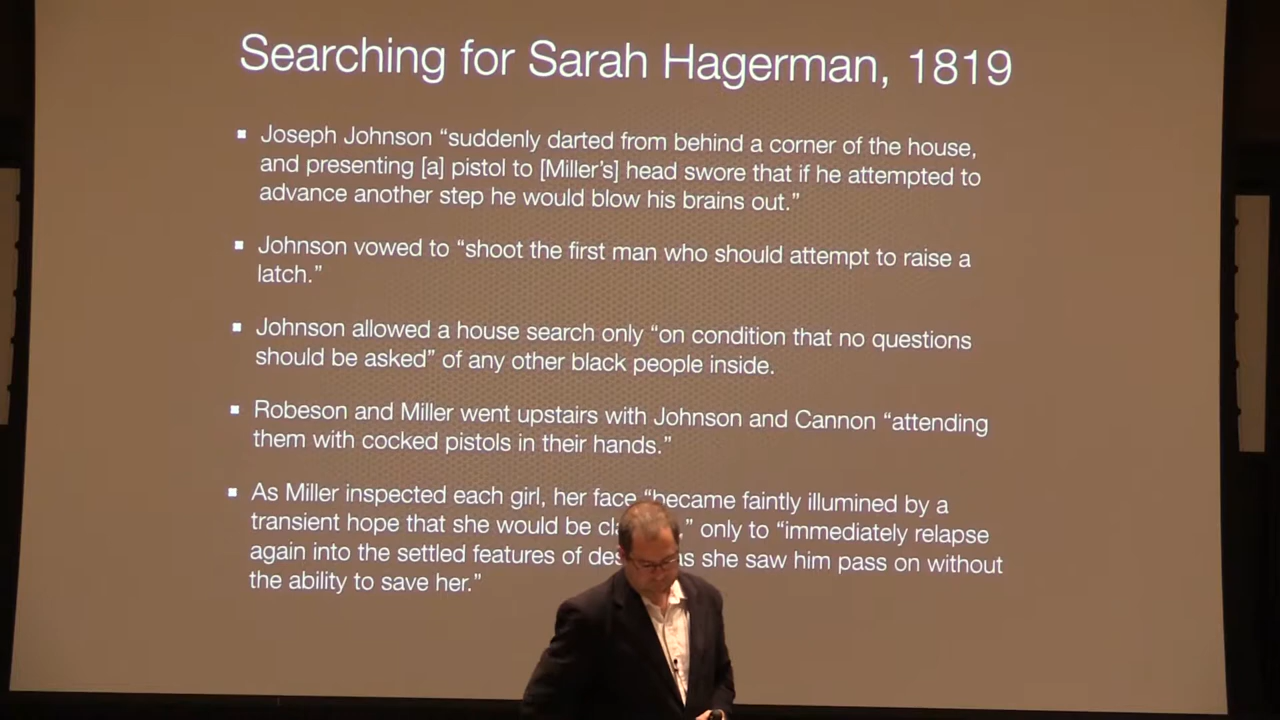 Searching for Sarah Hagerman, 1819
▪ Joseph Johnson “suddenly darted from behind a corner of the house,
and presenting [a] pistol to [Miller’s] head swore that if he attempted to
advance another step he would blow his brains out.”
▪ Johnson vowed to “shoot the first man who should attempt to raise a
latch.”
▪ Johnson allowed a house search only “on condition that no questions
should be asked” of any other black people inside.
▪ Robeson and Miller went upstairs with Johnson and Cannon “attending
them with cocked pistols in their hands.”
▪ As Miller inspected each girl, her face “became faintly illumined by a
transient hope that she would be ” only to “immediately relapse
again into the settled features of she saw him pass on without
the ability to save her.”